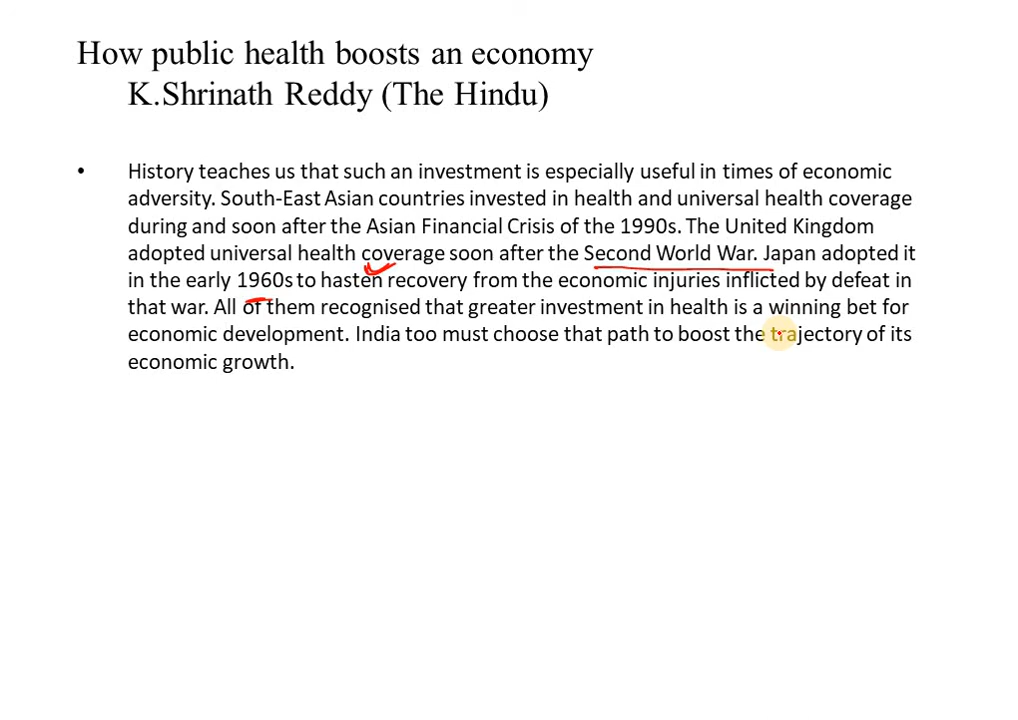 How public health boosts an economy
K.Shrinath Reddy (The Hindu)
• History teaches us that such an investment is especially useful in times of economic
adversity. South-East Asian countries invested in health and universal health coverage
during and soon after the Asian Financial Crisis of the 1990s. The United Kingdom
adopted universal health coverage soon after the Second World War. Japan adopted it
in the early 1960s to hasten recovery from the economic injuries inflicted by defeat in
that war. All of them recognised that greater investment in health is a winning bet for
economic development. India too must choose that path to boost the trajectory of its
economic growth.